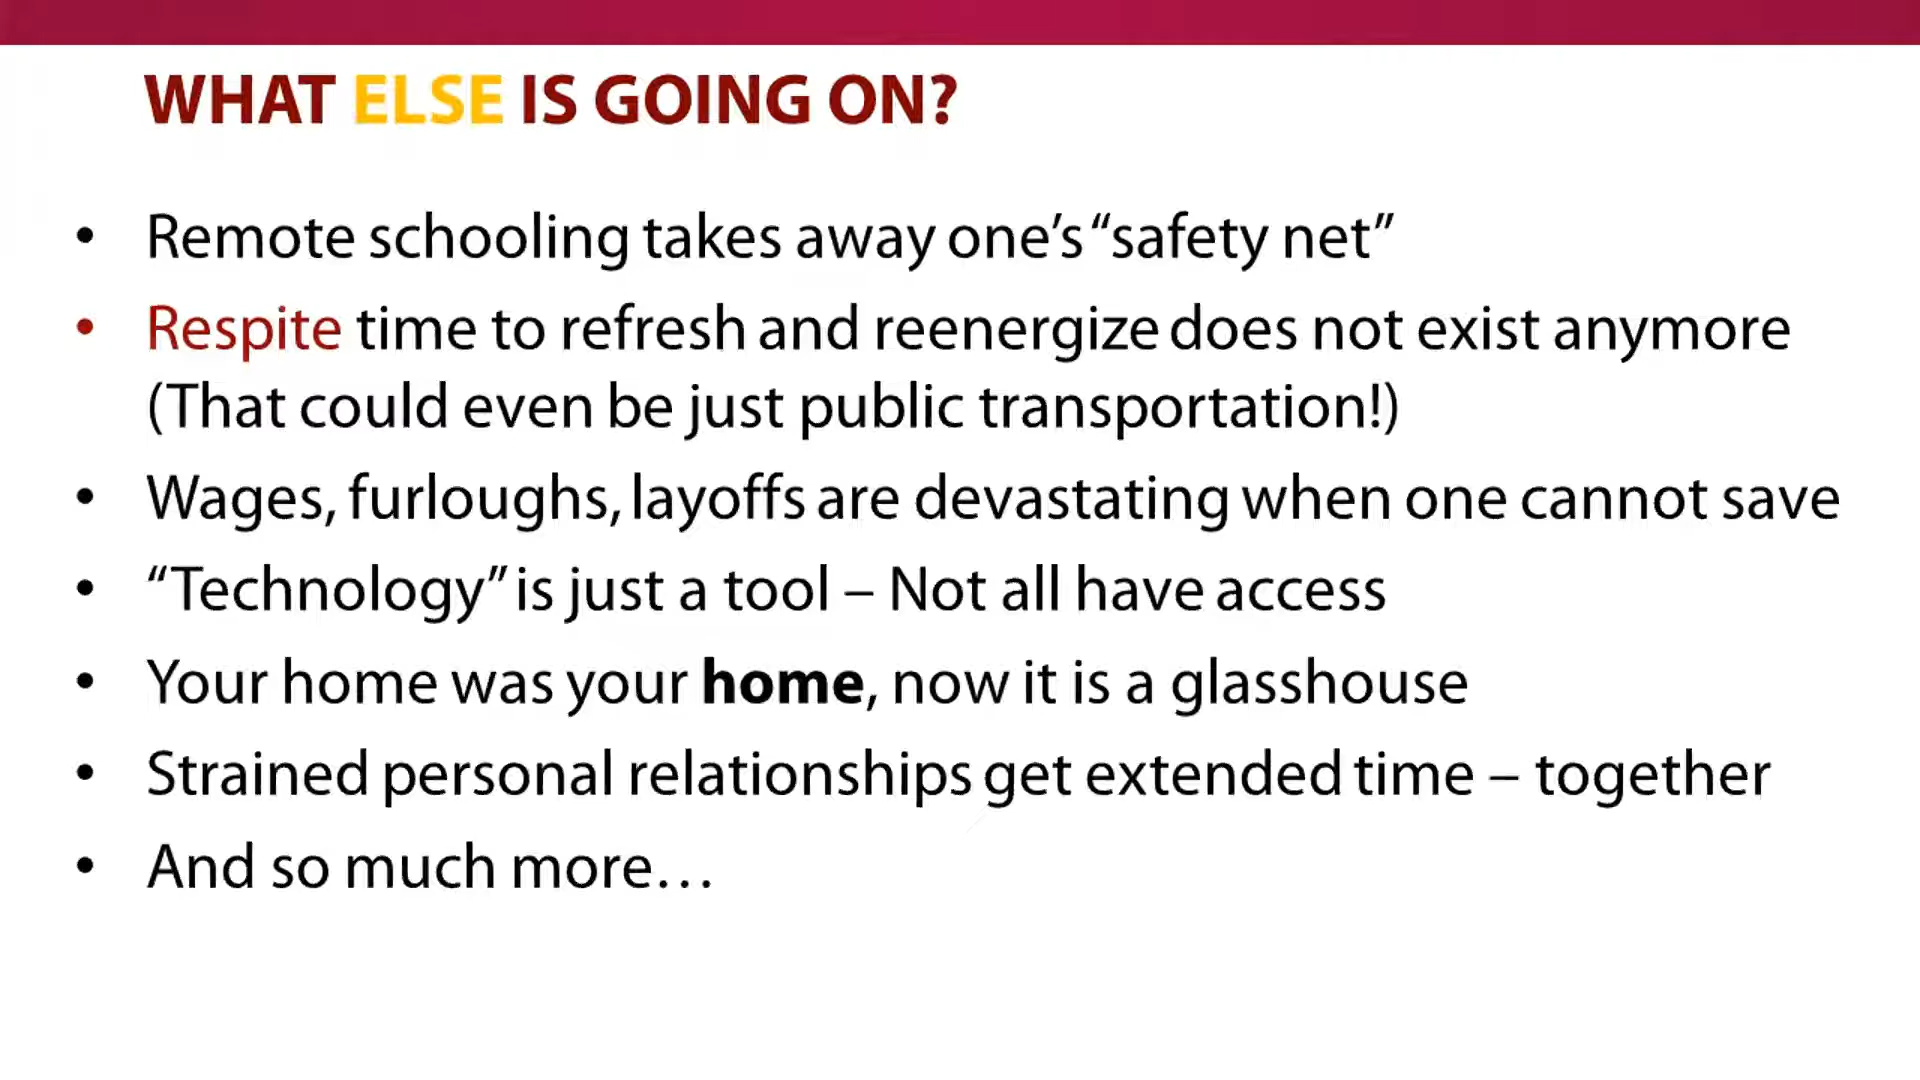 WHAT ELSE IS GOING ON?
• Remote schooling takes away one’s “safety net”
• Respite time to refresh and reenergize does not exist anymore
(That could even be just public transportation!)
• Wages, furloughs, layoffs are devastating when one cannot save
• “Technology” is just a tool – Not all have access
• Your home was your home, now it is a glasshouse
• Strained personal relationships get extended time – together
• And so much more…